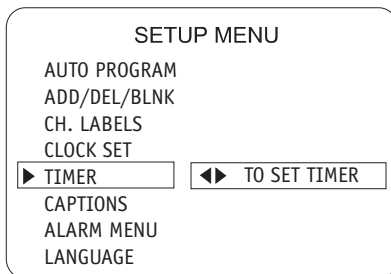 SETUP MENU
AUTO PROGRAM
ADD/DEL/BLNK
CH. LABELS
CLOCK SET
TIMER TO SET TIMER
CAPTIONS
ALARM MENU
LANGUAGE